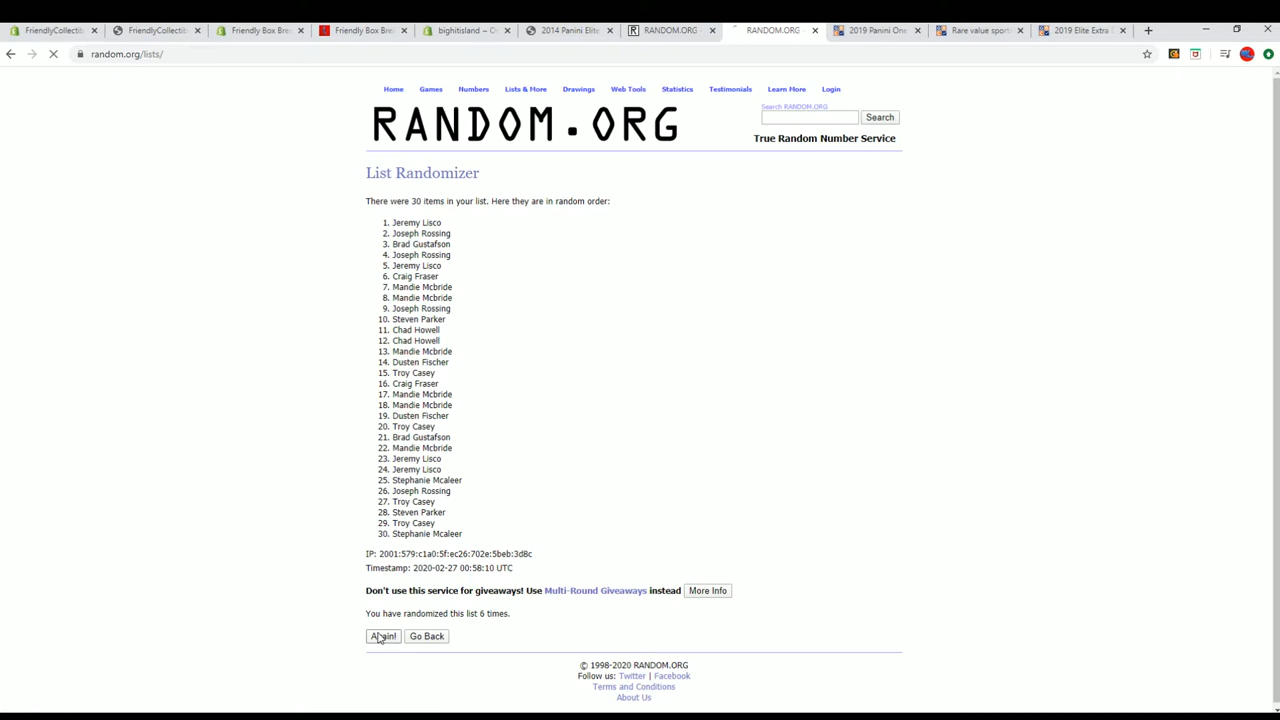 FriendlyCollectib
FriendlyCollectib
Friendly Box Brea
Friendly Box Bre
bighitisland – O
2014 Panini Elite
RANDOM.ORG -
RANDOM.ORG -
2019 Panini One
Rare value sport
2019 Elite Extra
random.org/lists/
Home Games Numbers Lists & More Drawings Web Tools Statistics Testimonials Learn More Login
RANDOM.ORG
Search RANDOM.ORG
Search
True Random Number Service
List Randomizer
There were 30 items in your list. Here they are in random order:
1. Jeremy Lisco
2. Joseph Rossing
3. Brad Gustafson
4. Joseph Rossing
5. Jeremy Lisco
6. Craig Fraser
7. Mandie Mcbride
8. Mandie Mcbride
9. Joseph Rossing
10. Steven Parker
11. Chad Howell
12. Chad Howell
13. Mandie Mcbride
14. Dusten Fischer
15. Troy Casey
16. Craig Fraser
17. Mandie Mcbride
18. Mandie Mcbride
19. Dusten Fischer
20. Troy Casey
21. Brad Gustafson
22. Mandie Mcbride
23. Jeremy Lisco
24. Jeremy Lisco
25. Stephanie Mcaleer
26. Joseph Rossing
27. Troy Casey
28. Steven Parker
29. Troy Casey
30. Stephanie Mcaleer
IP: 2001:579:c1a0:5f:ec26:702e:5beb:3d8c
Timestamp: 2020-02-27 00:58:10 UTC
Don't use this service for giveaways! Use Multi-Round Giveaways instead More Info
You have randomized this list 6 times.
Again! Go Back
© 1998-2020 RANDOM.ORG
Follow us: Twitter | Facebook
Terms and Conditions
About Us